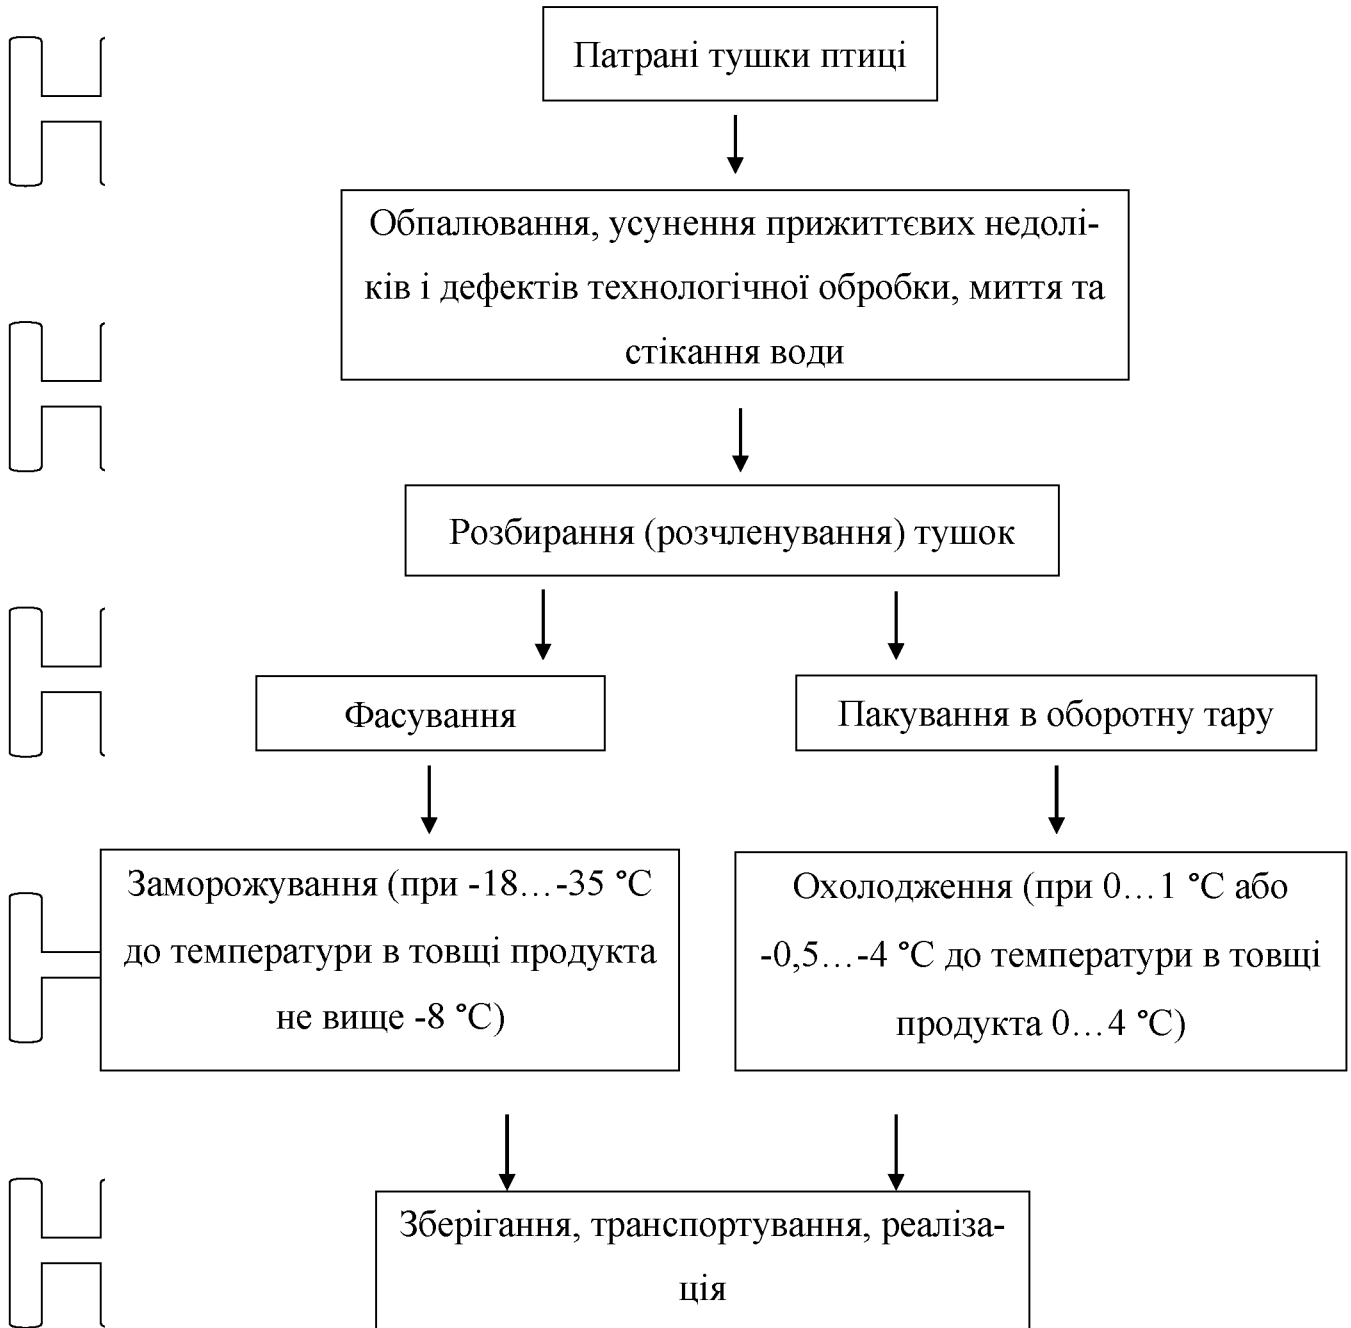 Патрані тушки птиці
Обпалювання, усунення прижиттєвих недолі-
ків і дефектів технологічної обробки, миття та
стікання води
Розбирання (розчленування) тушок
Фасування
Пакування в оборотну тару
Заморожування (при -18…-35 °С
до температури в товщі продукта
не вище -8 °С)
Охолодження (при 0…1 °С або
-0,5…-4 °С до температури в товщі
продукта 0…4 °С)
Зберігання, транспортування, реаліза-
ція